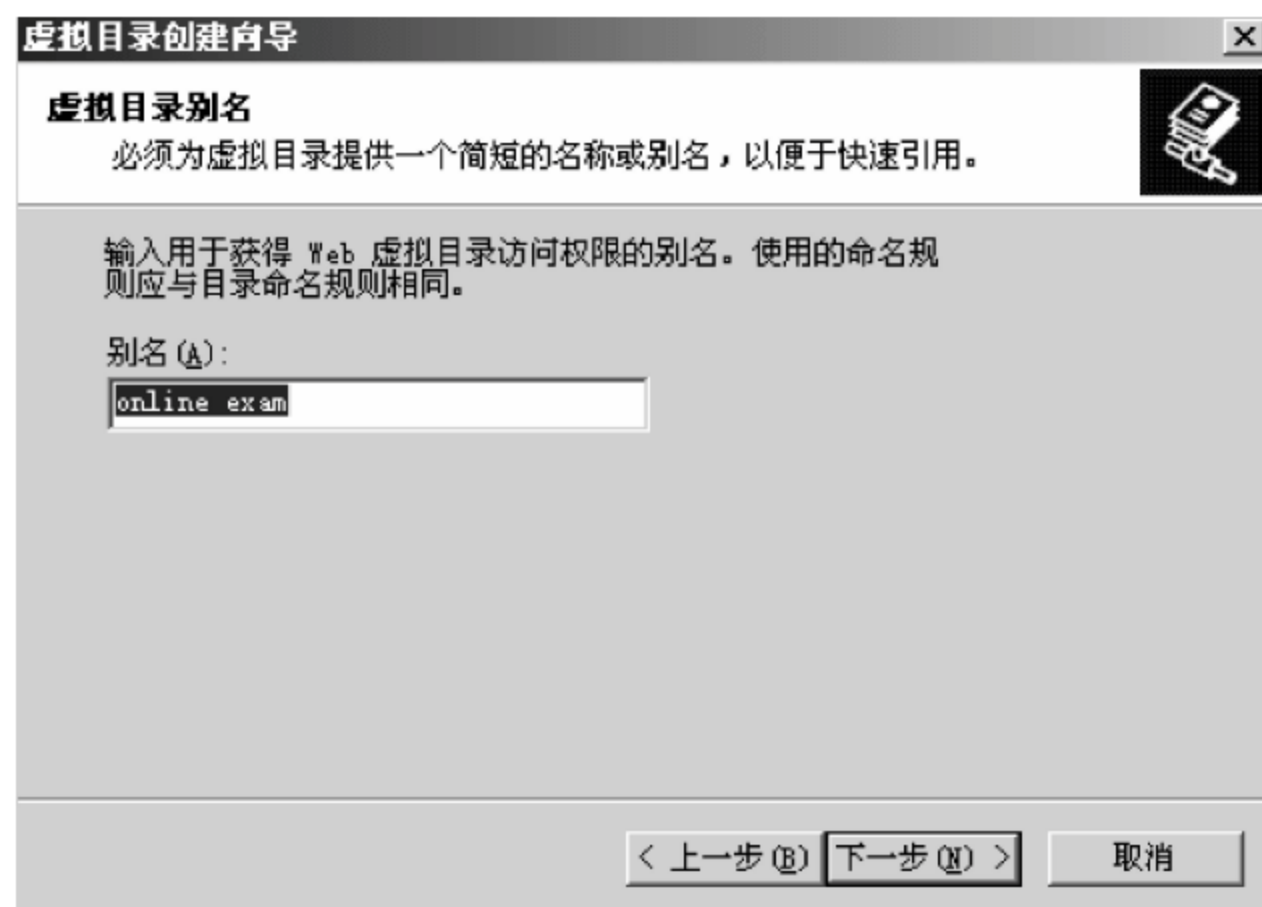 虚拟目录创建向导
虚拟目录别名
必须为虚拟目录提供一个简短的名称或别名，以便于快速引用。
输入用于获得 Web 虚拟目录访问权限的别名。使用的命名规
则应与目录命名规则相同。
别名(A):
online exam
< 上一步(B) 下一步(N) > 取消